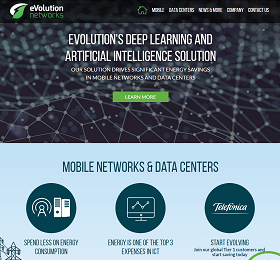 eVolution
networks
MOBILE DATA CENTERS NEWS & MORE COMPANY CONTACT US
EVOLUTION'S DEEP LEARNING AND
ARTIFICIAL INTELLIGENCE SOLUTION
OUR SOLUTION DRIVES SIGNIFICANT ENERGY SAVINGS
IN MOBILE NETWORKS AND DATA CENTERS
LEARN MORE
MOBILE NETWORKS & DATA CENTERS
Telefónica
SPEND LESS ON ENERGY
CONSUMPTION
ENERGY IS ONE OF THE TOP 3
EXPENSES IN ICT
START EVOLVING
Join our global Tier 1 customers and
start saving today